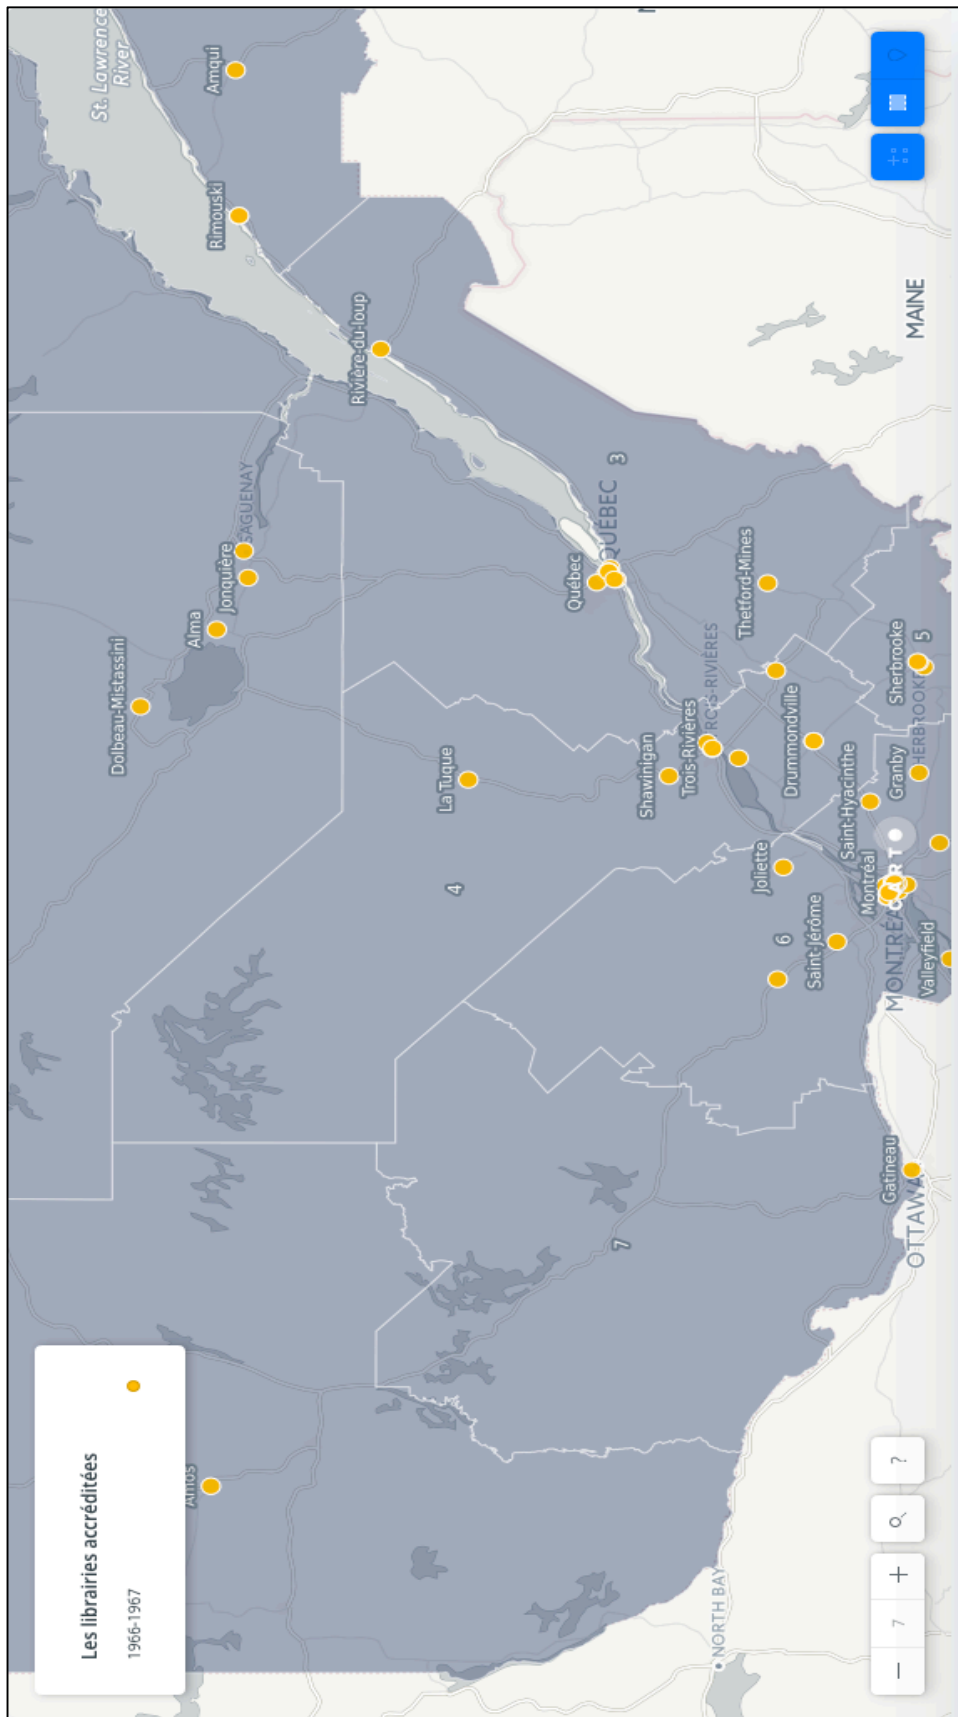 Les librairies accréditées
1966-1967
Amos
St. Lawrence
River
Amqui
Rimouski
Rivière-du-loup
SAGUENAY
Jonquière
Alma
Dolbeau-Mistassini
La Tuque
4
Québec
QUÉBEC
3
Thetford-Mines
Shawinigan
Trois-Rivières
Drummondville
Saint-Hyacinthe
Granby
Sherbrooke
5
Joliette
6
Saint-Jérôme
Montréal
Valleyfield
7
Gatineau
OTTAWA
MAINE
NORTH BAY
− 7 +
?